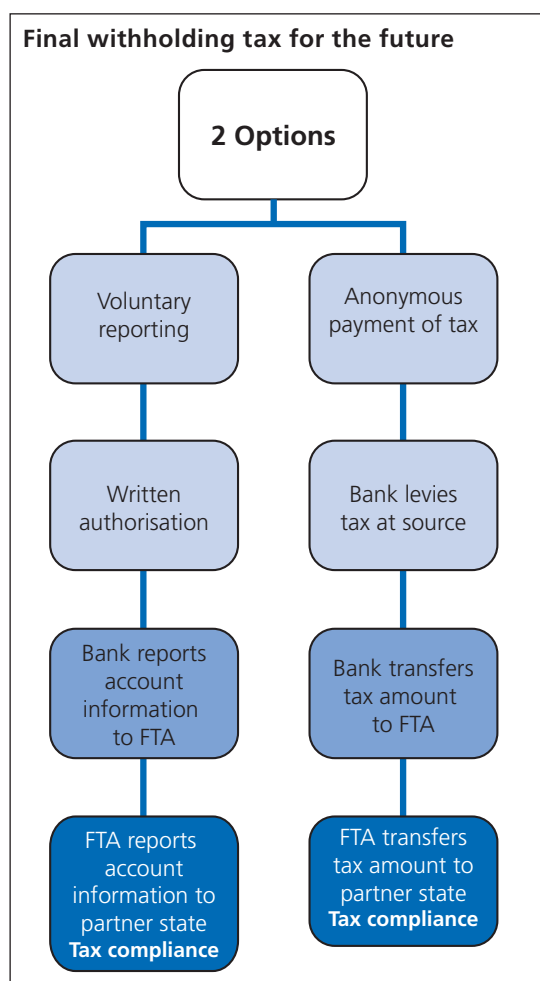 Final withholding tax for the future
2 Options
Voluntary
reporting
Anonymous
payment of tax
Written
authorisation
Bank levies
tax at source
Bank reports
account
information
to FTA
Bank transfers
tax amount
to FTA
FTA reports
account
information to
partner state
Tax compliance
FTA transfers
tax amount to
partner state
Tax compliance